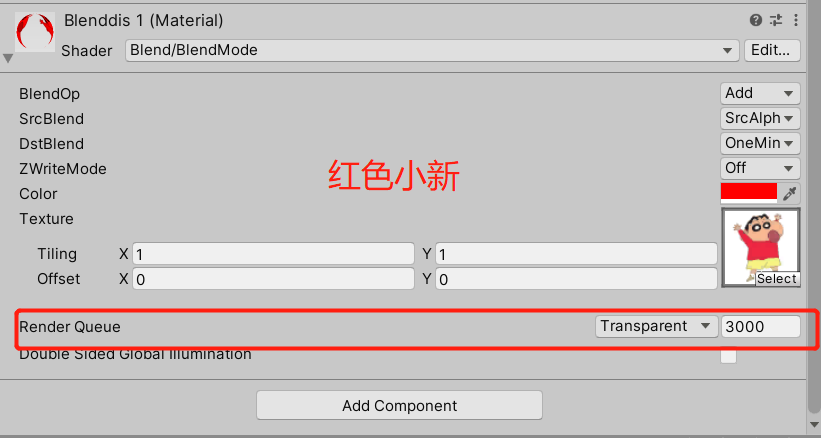 Blenddis 1 (Material)
Shader Blend/BlendMode Edit...
BlendOp Add
SrcBlend SrcAlph
DstBlend OneMin
ZWriteMode Off
红色小新
Color
Texture
Tiling X 1 Y 1
Offset X 0 Y 0
Select
Render Queue Transparent 3000
Double Sided Global Illumination
Add Component